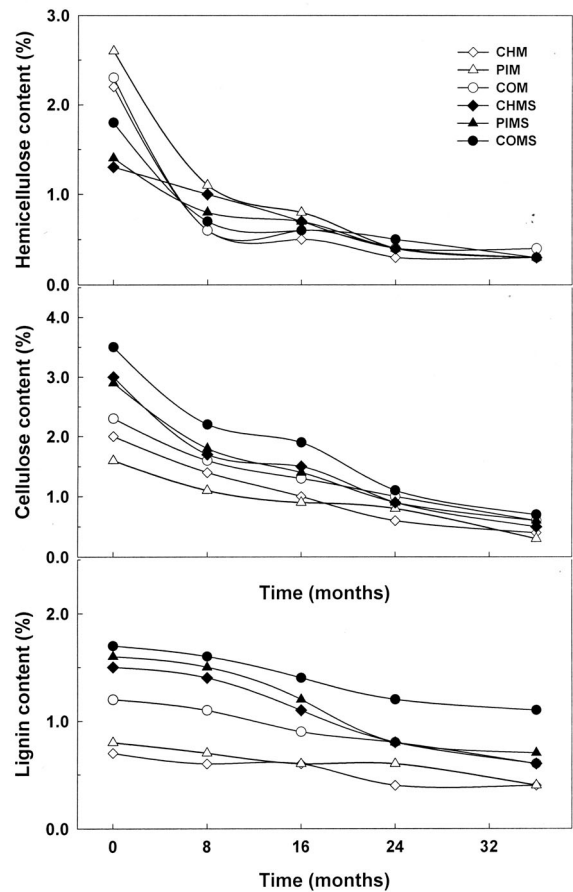 3.0
2.0
1.0
0.0
Hemicellulose content (%)
CHM
PIM
COM
CHMS
PIMS
COMS
4.0
3.0
2.0
1.0
0.0
Cellulose content (%)
Time (months)
2.0
1.0
0.0
Lignin content (%)
0 8 16 24 32
Time (months)